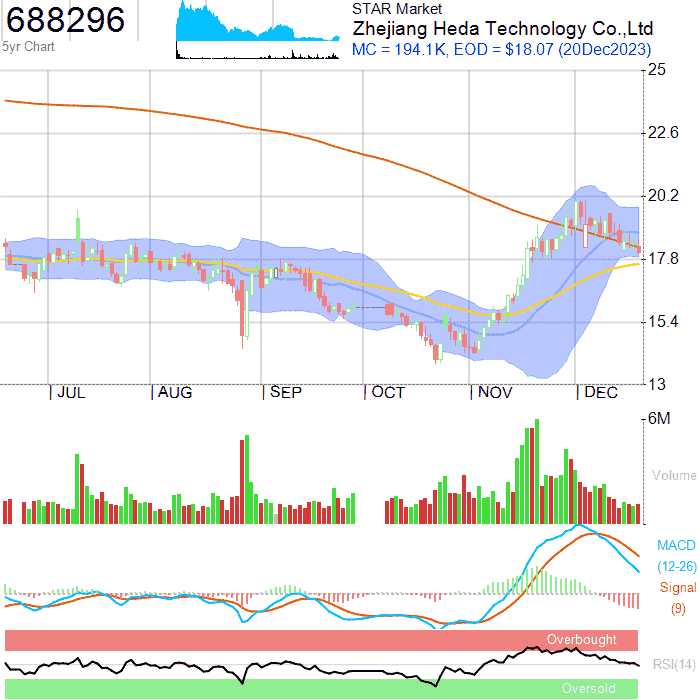 688296
5yr Chart
STAR Market
Zhejiang Heda Technology Co.,Ltd
MC = 194.1K, EOD = $18.07 (20Dec2023)
25
22.6
20.2
17.8
15.4
13
JUL AUG SEP OCT NOV DEC
6M
Volume
MACD
(12-26)
Signal
(9)
Overbought
RSI(14)
Oversold